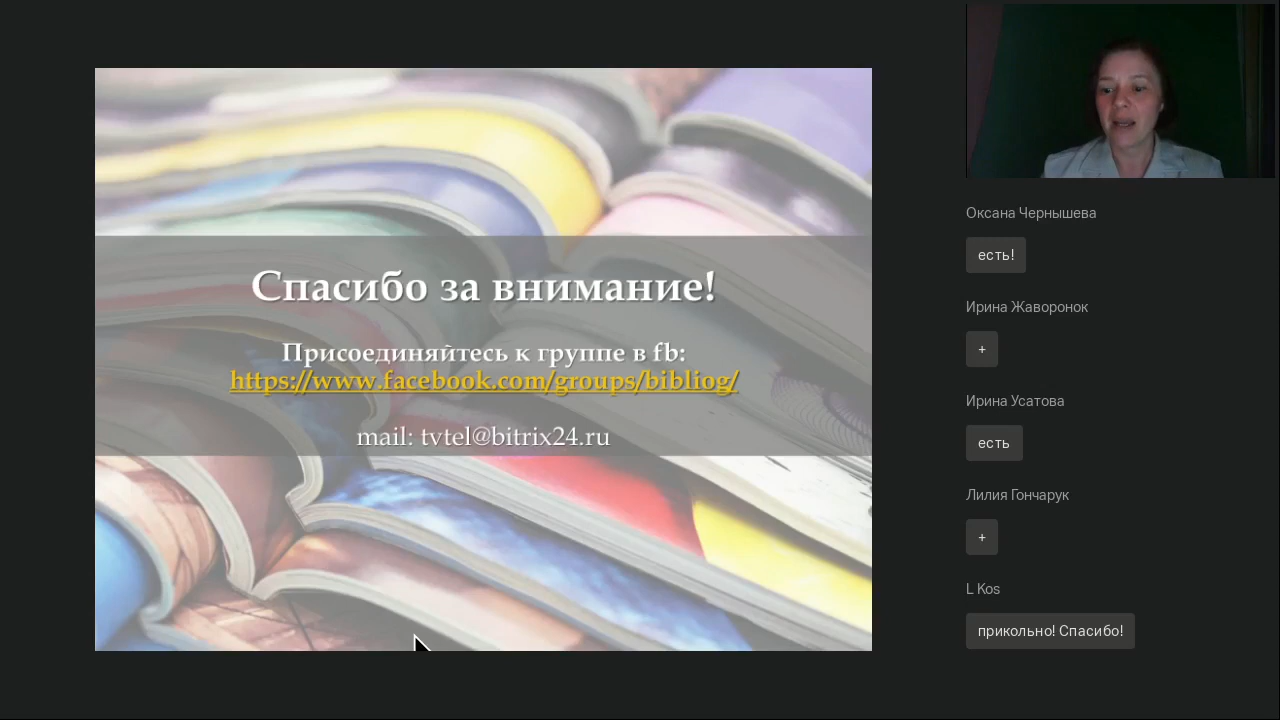 Спасибо за внимание!
Присоединяйтесь к группе в fb:
https://www.facebook.com/groups/bibliog/
mail: tvtel@bitrix24.ru
Оксана Чернышева
есть!
Ирина Жаворонок
+
Ирина Усатова
есть
Лилия Гончарук
+
L Kos
прикольно! Спасибо!